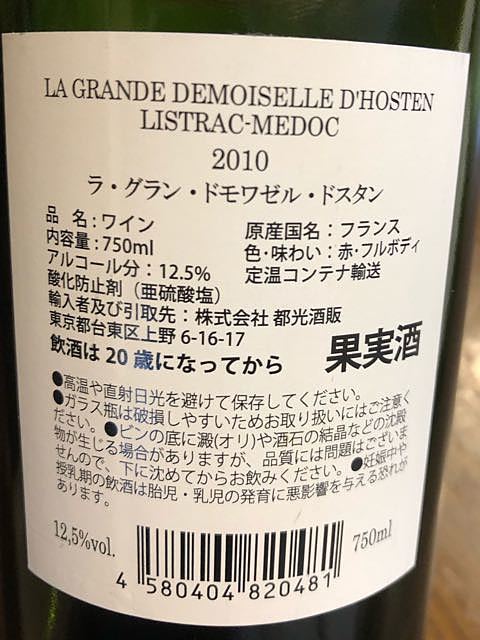 LA GRANDE DEMOISELLE D'HOSTEN
LISTRAC-MEDOC
2010
ラ・グラン・ドモワゼル・ドスタン
品 名：ワイン 原産国名：フランス
内容量：750ml 色・味わい：赤・フルボディ
アルコール分：12.5% 定温コンテナ輸送
酸化防止剤（亜硫酸塩）
輸入者及び引取先：株式会社 都光酒販
東京都台東区上野 6-16-17
飲酒は 20 歳になってから 果実酒
●高温や直射日光を避けて保存してください。
●ガラス瓶は破損しやすいためお取り扱いにはご注意く
ださい。●ビンの底に澱(オリ)や酒石の結晶などの沈殿
物が生じる場合がありますが、品質には問題はございま
せんので、下に沈めてからお飲みください。●妊娠中や
授乳期の飲酒は胎児・乳児の発育に悪影響を与える恐れが
あります。
12,5%vol. 750ml
4 580404 820481